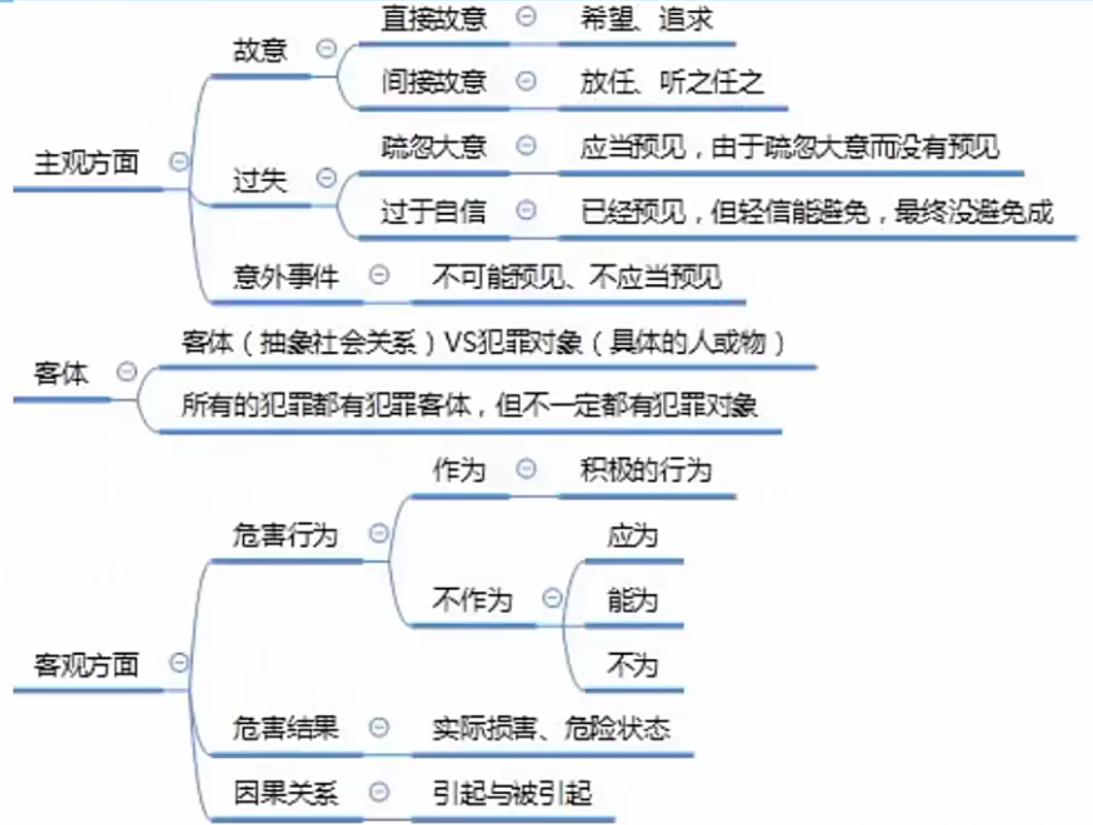 直接故意 希望、追求
故意
间接故意 放任、听之任之
主观方面
疏忽大意 应当预见，由于疏忽大意而没有预见
过失
过于自信 已经预见，但轻信能避免，最终没避免成
意外事件 不可能预见、不应当预见
客体（抽象社会关系）VS犯罪对象（具体的人或物）
客体
所有的犯罪都有犯罪客体，但不一定都有犯罪对象
作为 积极的行为
危害行为
应为
不作为 能为
不为
客观方面
危害结果 实际损害、危险状态
因果关系 引起与被引起